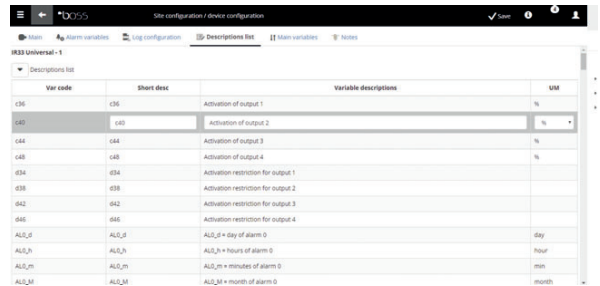 boss Site configuration / device configuration Save
Main Alarm variables Log configuration Descriptions list Main variables Notes
IR33 Universal - 1
Descriptions list
Var code Short desc Variable descriptions UM
c36 c36 Activation of output 1 %
c40 c40 Activation of output 2 %
c44 c44 Activation of output 3 %
c48 c48 Activation of output 4 %
d34 d34 Activation restriction for output 1
d38 d38 Activation restriction for output 2
d42 d42 Activation restriction for output 3
d46 d46 Activation restriction for output 4
AL0_d AL0_d AL0_d = day of alarm 0 day
AL0_h AL0_h AL0_h = hours of alarm 0 hour
AL0_m AL0_m AL0_m = minutes of alarm 0 min
AL0_M AL0_M AL0_M = month of alarm 0 month